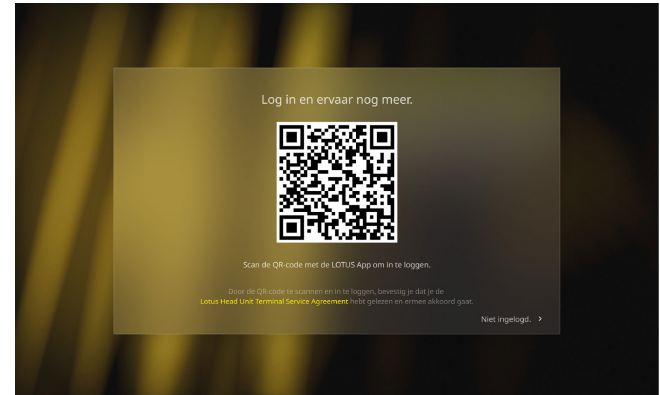 Log in en ervaar nog meer.
Scan de QR-code met de LOTUS App om in te loggen.
Door de QR-code te scannen en in te loggen, bevestig je dat je de
Lotus Head Unit Terminal Service Agreement hebt gelezen en ermee akkoord gaat.
Niet ingelogd. >